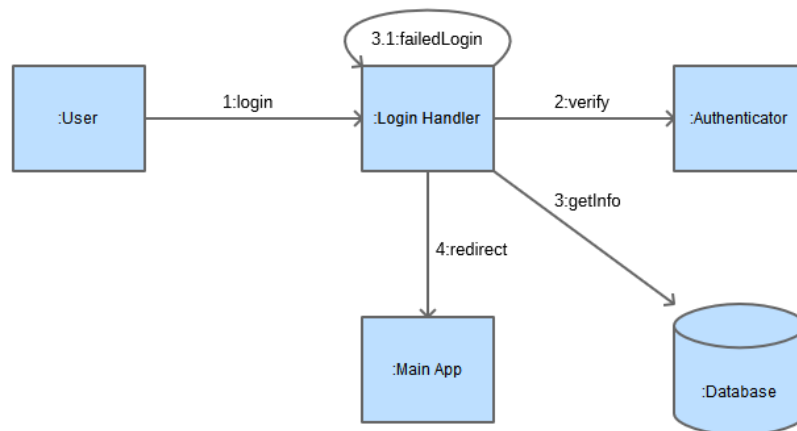 3.1:failedLogin
:User
1:login
:Login Handler
2:verify
:Authenticator
3:getInfo
4:redirect
:Main App
:Database